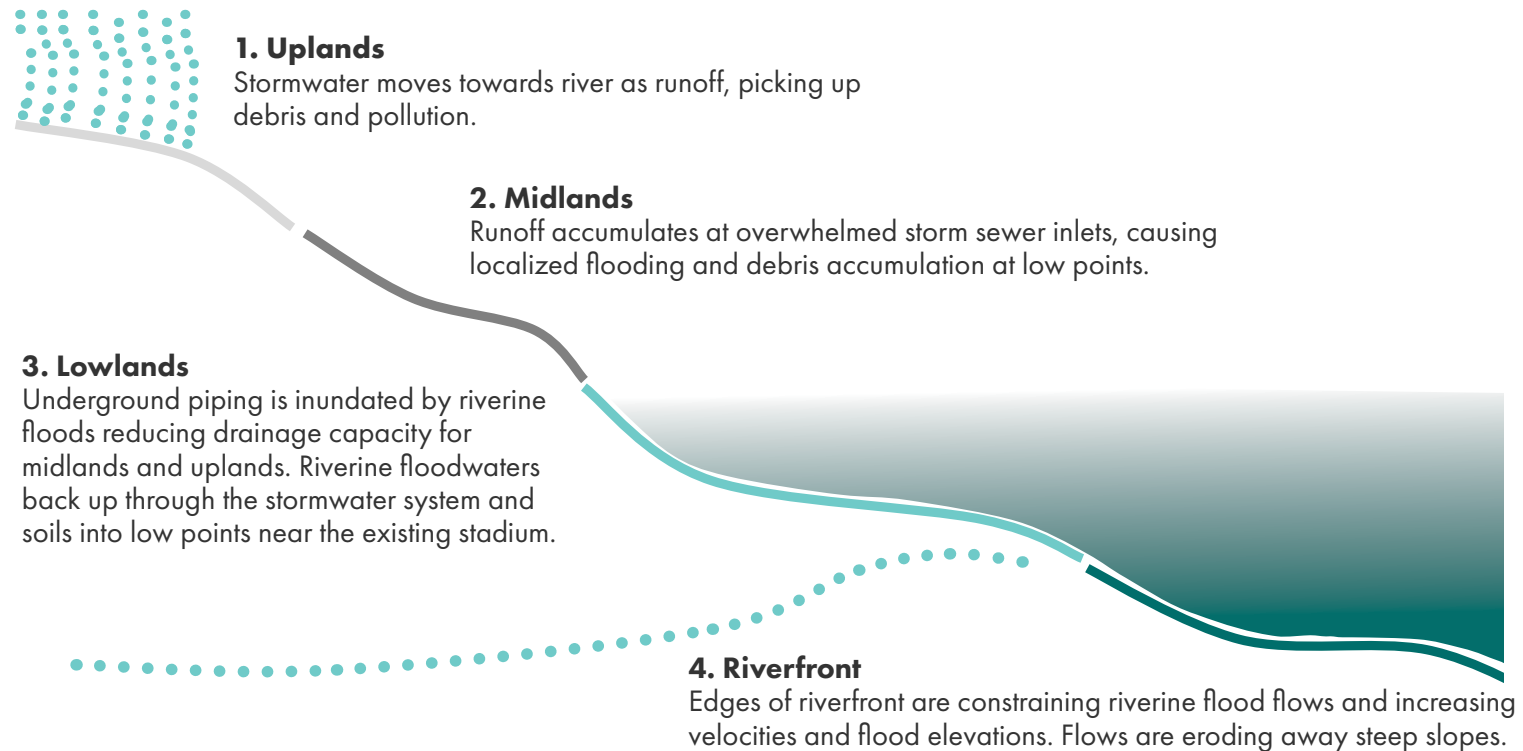 1. Uplands
Stormwater moves towards river as runoff, picking up
debris and pollution.
2. Midlands
Runoff accumulates at overwhelmed storm sewer inlets, causing
localized flooding and debris accumulation at low points.
3. Lowlands
Underground piping is inundated by riverine
floods reducing drainage capacity for
midlands and uplands. Riverine floodwaters
back up through the stormwater system and
soils into low points near the existing stadium.
4. Riverfront
Edges of riverfront are constraining riverine flood flows and increasing
velocities and flood elevations. Flows are eroding away steep slopes.